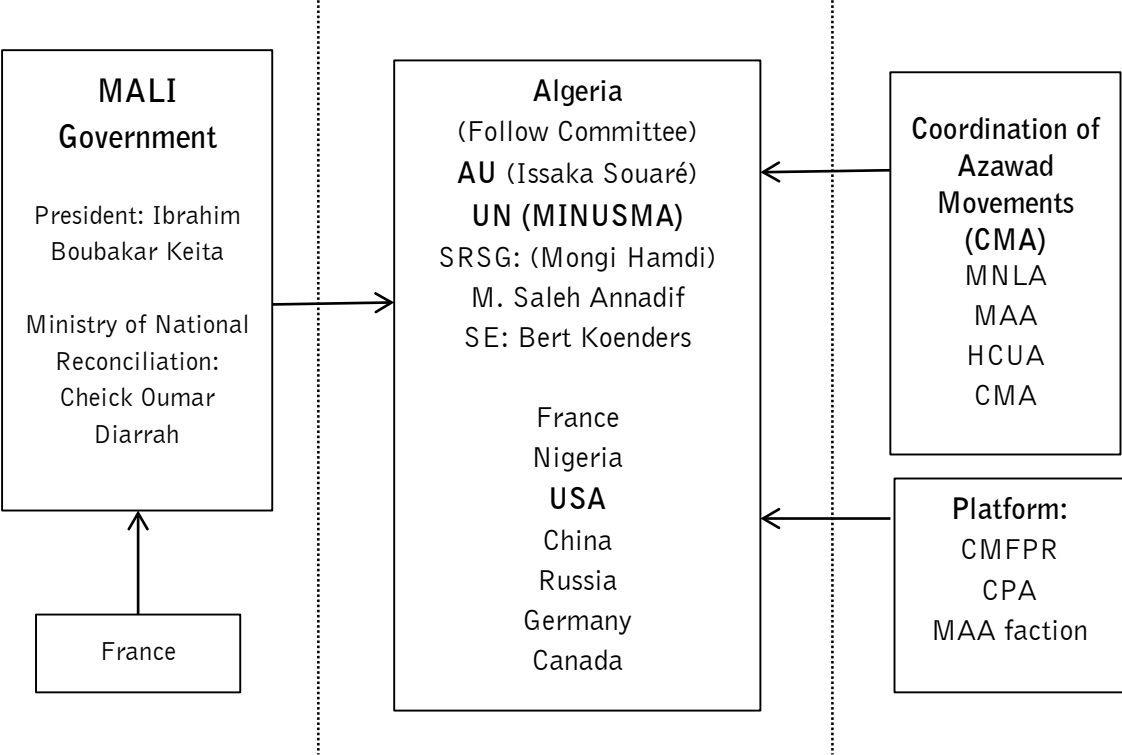 MALI
Government
President: Ibrahim
Boubakar Keita
Ministry of National
Reconciliation:
Cheick Oumar
Diarrah
France
Algeria
(Follow Committee)
AU (Issaka Souaré)
UN (MINUSMA)
SRSG: (Mongi Hamdi)
M. Saleh Annadif
SE: Bert Koenders
France
Nigeria
USA
China
Russia
Germany
Canada
Coordination of
Azawad
Movements
(CMA)
MNLA
MAA
HCUA
CMA
Platform:
CMFPR
CPA
MAA faction